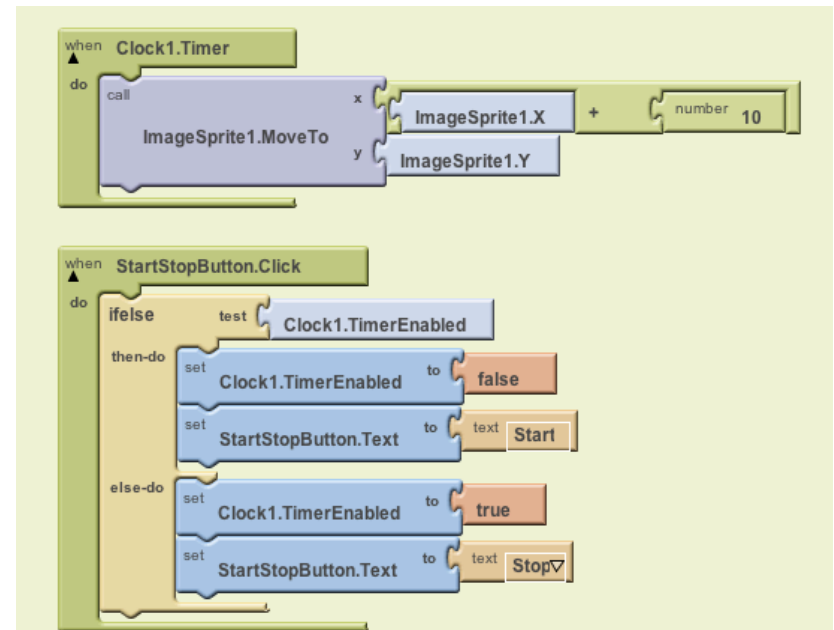 when Clock1.Timer
do
call ImageSprite1.MoveTo
x ImageSprite1.X + number 10
y ImageSprite1.Y
when StartStopButton.Click
do
ifelse test Clock1.TimerEnabled
then-do
set Clock1.TimerEnabled to false
set StartStopButton.Text to text Start
else-do
set Clock1.TimerEnabled to true
set StartStopButton.Text to text Stop